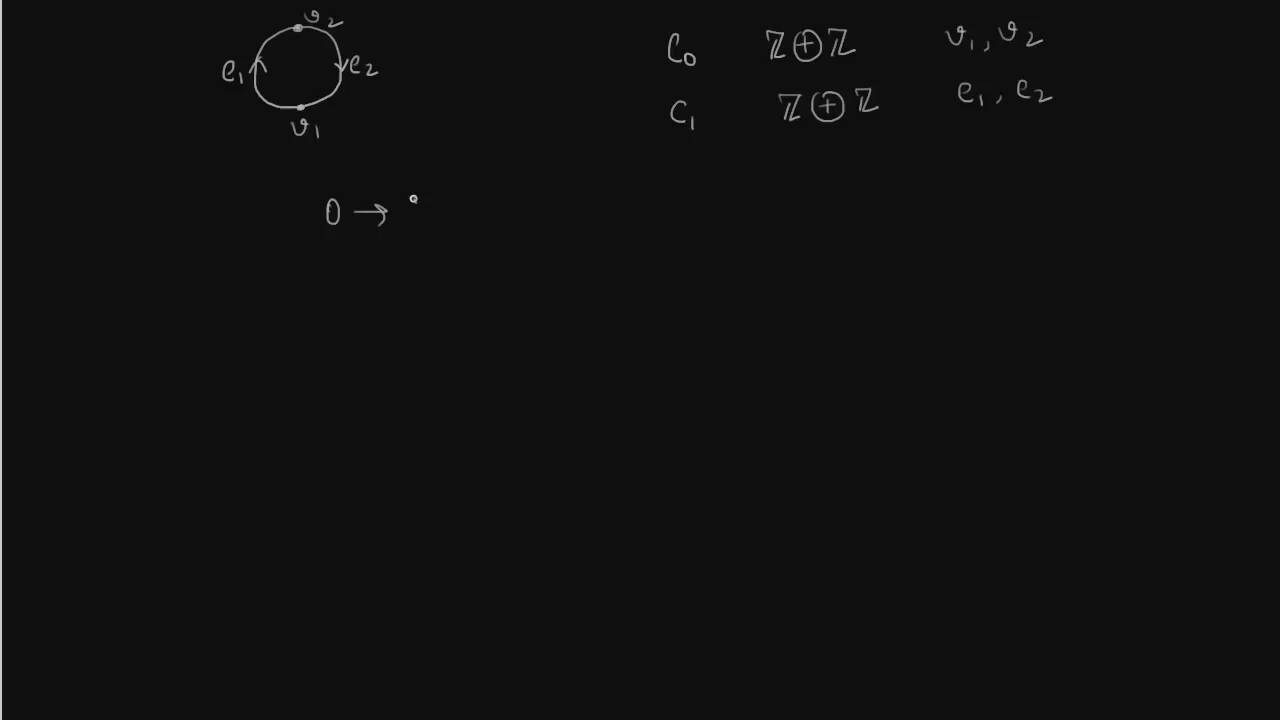 v₂
e₁ e₂
v₁
C₀ ℤ⊕ℤ v₁, v₂
C₁ ℤ⊕ℤ e₁, e₂
0 →